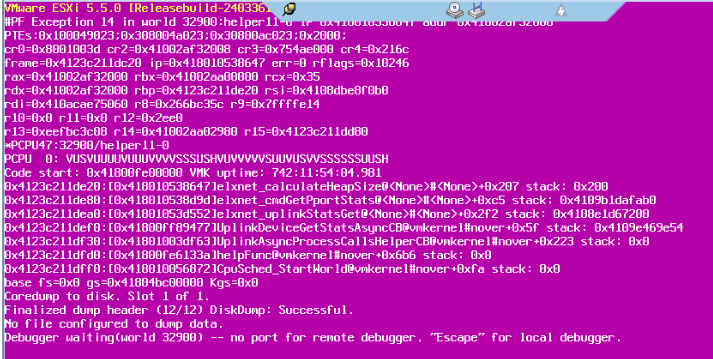 VMware ESXi 5.5.0 [Releasebuild-240336
#PF Exception 14 in world 32900:helper11-0 IP 0x418010538647 addr 0x41002af32008
PTEs:0x100049023;0x308004a023;0x30800ac023;0x2000;
cr0=0x8001003d cr2=0x41002af32008 cr3=0x754ae000 cr4=0x216c
frame=0x4123c211dc20 ip=0x418010538647 err=0 rflags=0x10246
rax=0x41002af32000 rbx=0x41002aa00000 rcx=0x35
rdx=0x41002af32000 rbp=0x4123c211de20 rsi=0x4108dbe8f0b0
rdi=0x410acae75060 r8=0x266bc35c r9=0x7ffffe14
r10=0x0 r11=0x0 r12=0x2ee0
r13=0xeefbc3c08 r14=0x41002aa02980 r15=0x4123c211dd80
*PCPU47:32900/helper11-0
PCPU 0: VUSVUUUUVUUUVVVVSSSUSHVUVVVVVSUUVUSVVSSSSSSUUSH
Code start: 0x41800fe00000 VMK uptime: 742:11:54:04.981
0x4123c211de20:[0x418010538647]elxnet_calculateHeapSize@<None>#<None>+0x207 stack: 0x200
0x4123c211de80:[0x418010538d9d]elxnet_cmdGetPportStats@<None>#<None>+0xc5 stack: 0x4109b1dafab0
0x4123c211dea0:[0x41801053d552]elxnet_uplinkStatsGet@<None>#<None>+0x2f2 stack: 0x4108e1d67200
0x4123c211def0:[0x41800ff89477]UplinkDeviceGetStatsAsyncCB@vmkernel#nover+0x5f stack: 0x4109e469e54
0x4123c211df30:[0x41801003df63]UplinkAsyncProcessCallsHelperCB@vmkernel#nover+0x223 stack: 0x0
0x4123c211dfd0:[0x41800fe6133a]helpFunc@vmkernel#nover+0x6b6 stack: 0x0
0x4123c211dff0:[0x418010056872]CpuSched_StartWorld@vmkernel#nover+0xfa stack: 0x0
base fs=0x0 gs=0x41804bc00000 Kgs=0x0
Coredump to disk. Slot 1 of 1.
Finalized dump header (12/12) DiskDump: Successful.
No file configured to dump data.
Debugger waiting(world 32900) -- no port for remote debugger. "Escape" for local debugger.